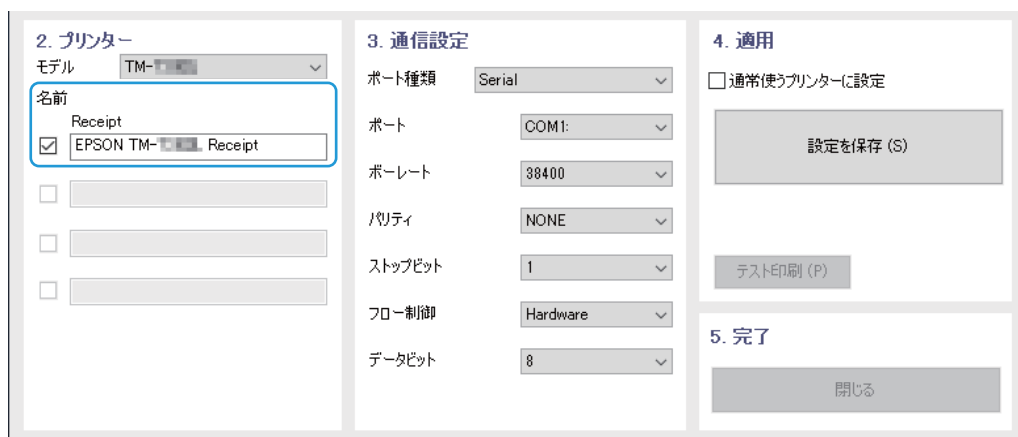 2. プリンター
モデル TM-
名前
Receipt
EPSON TM- Receipt
3. 通信設定
ポート種類 Serial
ポート COM1:
ボーレート 38400
パリティ NONE
ストップビット 1
フロー制御 Hardware
データビット 8
4. 適用
通常使うプリンターに設定
設定を保存 (S)
テスト印刷 (P)
5. 完了
閉じる